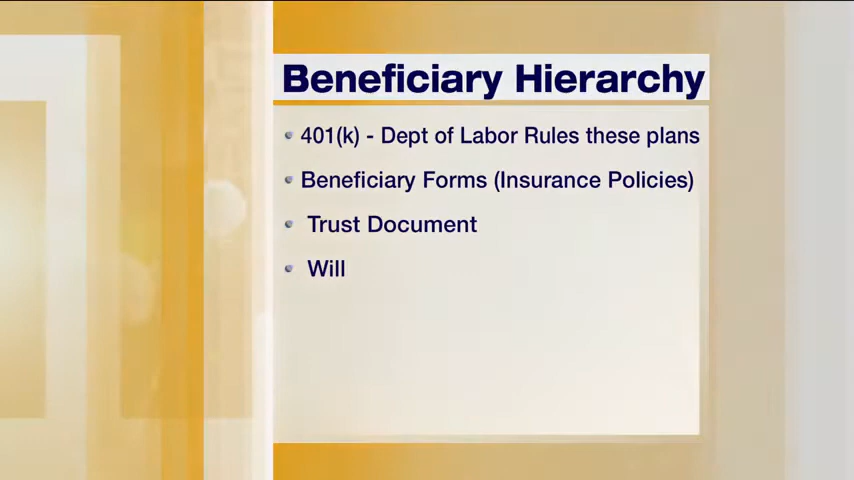 Beneficiary Hierarchy
• 401(k) - Dept of Labor Rules these plans
• Beneficiary Forms (Insurance Policies)
• Trust Document
• Will